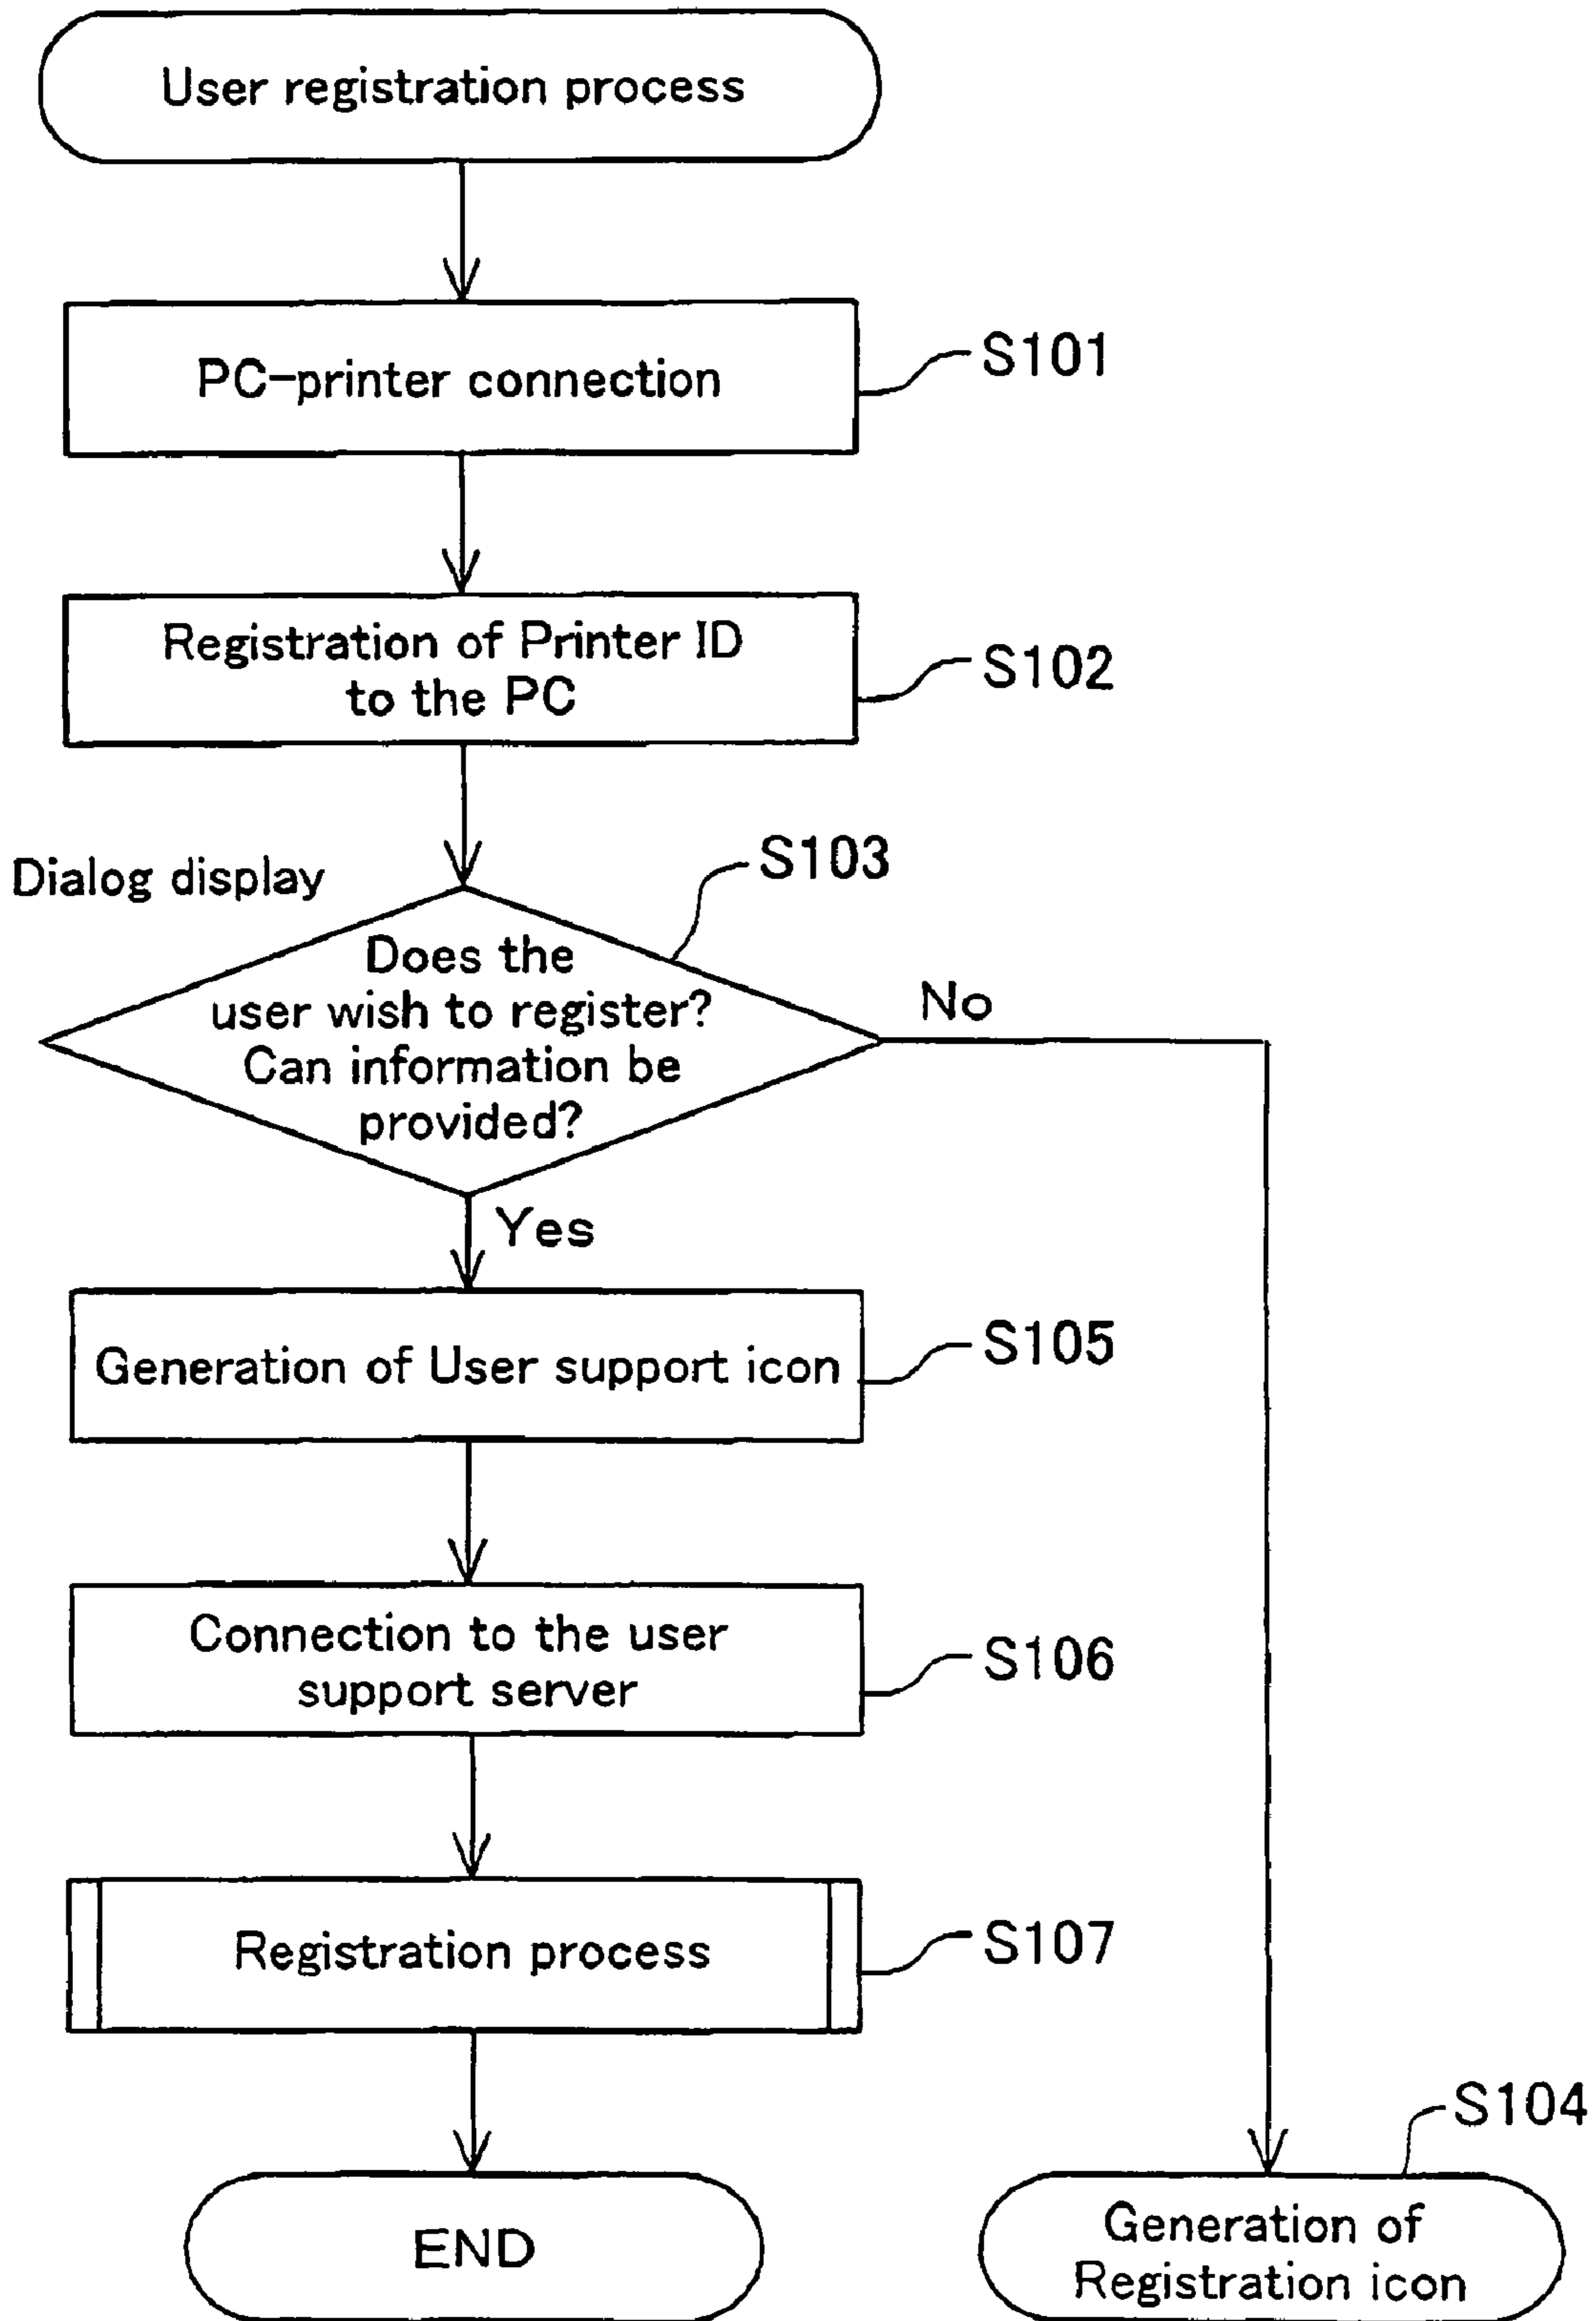 User registration process
PC-printer connection
S101
Registration of Printer ID
to the PC
S102
Dialog display
S103
Does the
user wish to register?
Can information be
provided?
No
Yes
Generation of User support icon
S105
Connection to the user
support server
S106
Registration process
S107
S104
END
Generation of
Registration icon